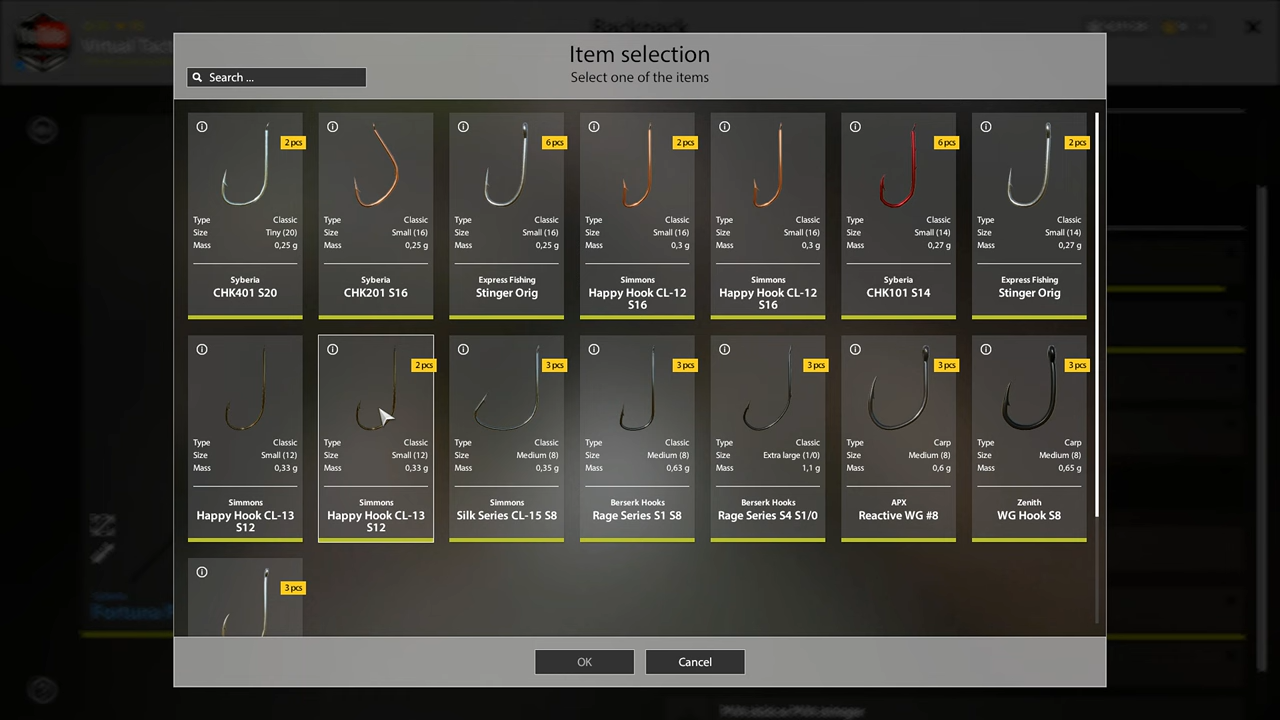 Item selection
Select one of the items
Search ...
2 pcs
Type Classic
Size Tiny (20)
Mass 0,25 g
Syberia
CHK401 S20
Type Classic
Size Small (16)
Mass 0,25 g
Syberia
CHK201 S16
6 pcs
Type Classic
Size Small (16)
Mass 0,25 g
Express Fishing
Stinger Orig
2 pcs
Type Classic
Size Small (16)
Mass 0,3 g
Simmons
Happy Hook CL-12
S16
Type Classic
Size Small (16)
Mass 0,3 g
Simmons
Happy Hook CL-12
S16
6 pcs
Type Classic
Size Small (14)
Mass 0,27 g
Syberia
CHK101 S14
2 pcs
Type Classic
Size Small (14)
Mass 0,27 g
Express Fishing
Stinger Orig
Type Classic
Size Small (12)
Mass 0,33 g
Simmons
Happy Hook CL-13
S12
2 pcs
Type Classic
Size Small (12)
Mass 0,33 g
Simmons
Happy Hook CL-13
S12
3 pcs
Type Classic
Size Medium (8)
Mass 0,35 g
Simmons
Silk Series CL-15 S8
3 pcs
Type Classic
Size Medium (8)
Mass 0,63 g
Berserk Hooks
Rage Series S1 S8
3 pcs
Type Classic
Size Extra large (1/0)
Mass 1,1 g
Berserk Hooks
Rage Series S4 S1/0
3 pcs
Type Carp
Size Medium (8)
Mass 0,6 g
APX
Reactive WG #8
3 pcs
Type Carp
Size Medium (8)
Mass 0,65 g
Zenith
WG Hook S8
3 pcs
OK
Cancel
Backpack